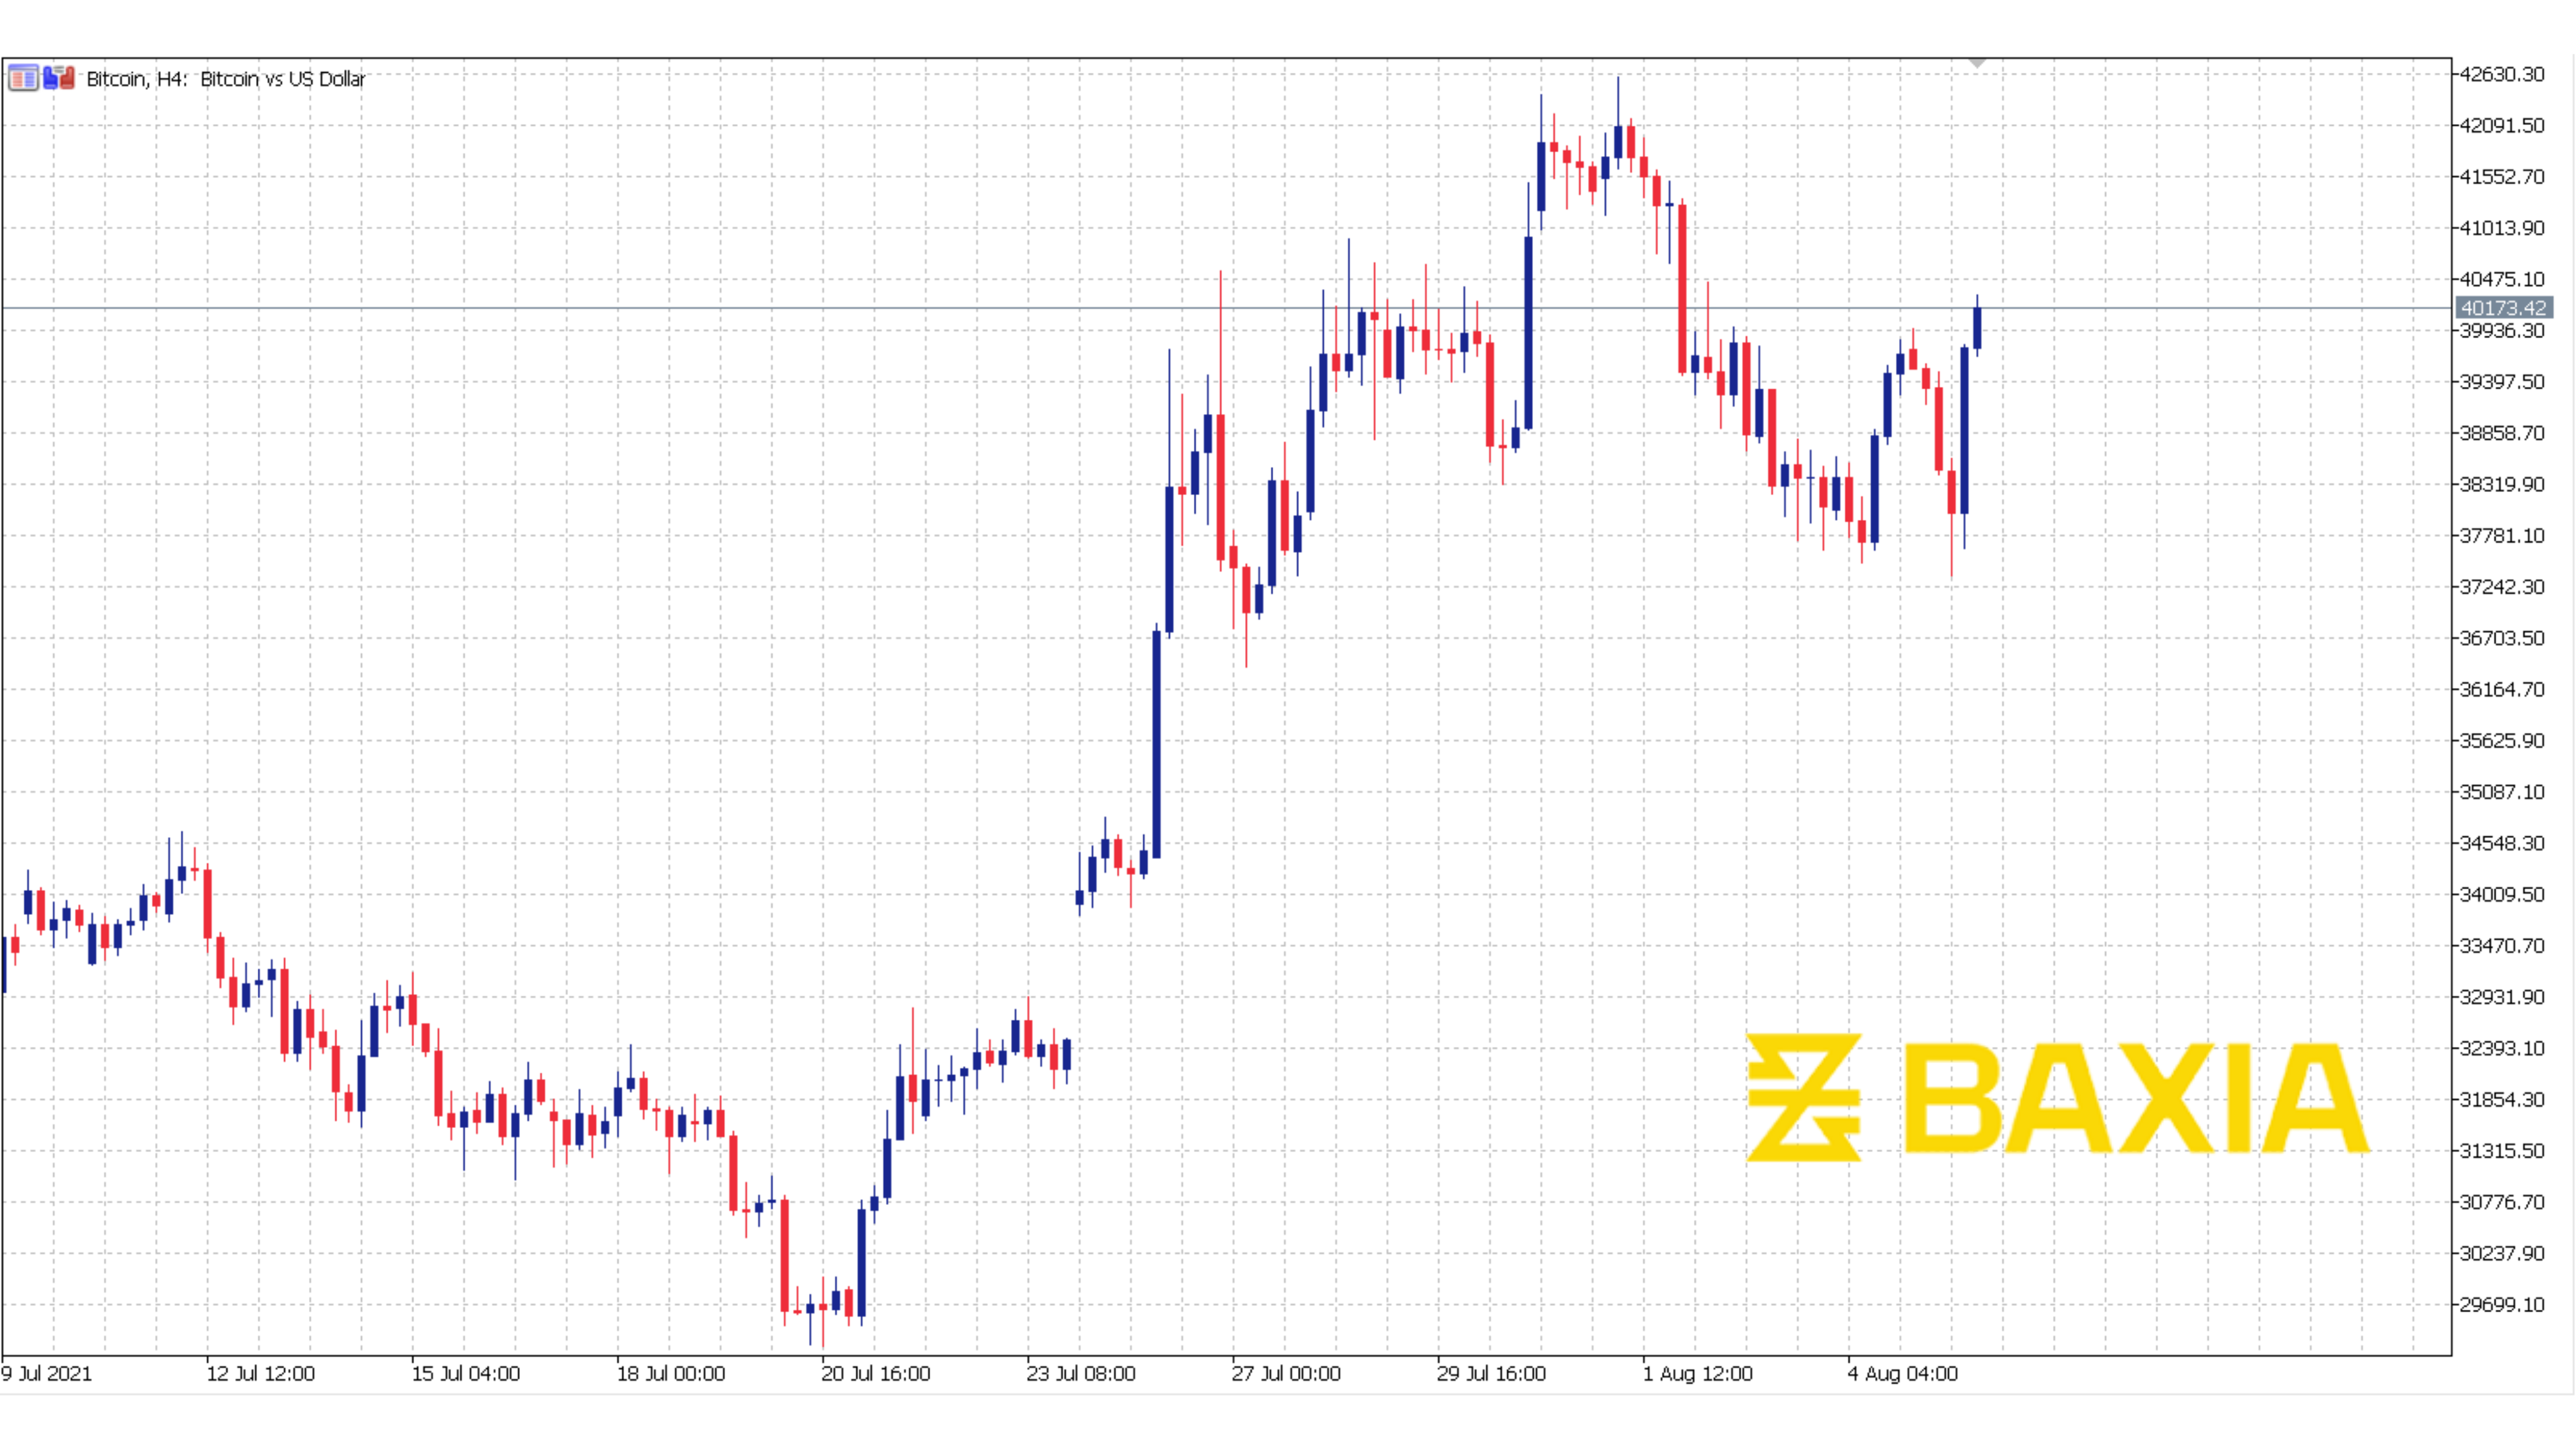 Bitcoin, H4: Bitcoin vs US Dollar
42630.30
42091.50
41552.70
41013.90
40475.10
40173.42
39936.30
39397.50
38858.70
38319.90
37781.10
37242.30
36703.50
36164.70
35625.90
35087.10
34548.30
34009.50
33470.70
32931.90
32393.10
31854.30
31315.50
30776.70
30237.90
29699.10
BAXIA
9 Jul 2021
12 Jul 12:00
15 Jul 04:00
18 Jul 00:00
20 Jul 16:00
23 Jul 08:00
27 Jul 00:00
29 Jul 16:00
1 Aug 12:00
4 Aug 04:00